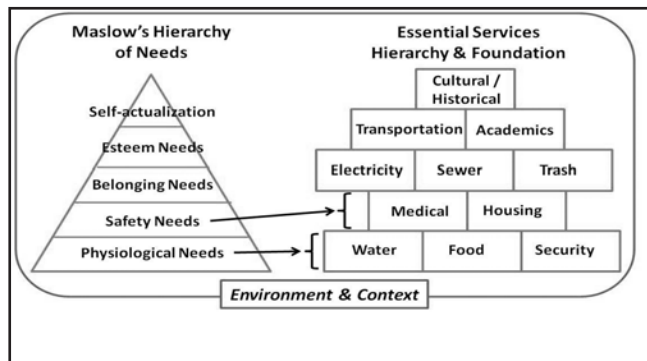 Maslow's Hierarchy
of Needs
Self-actualization
Esteem Needs
Belonging Needs
Safety Needs
Physiological Needs
Essential Services
Hierarchy & Foundation
Cultural /
Historical
Transportation Academics
Electricity Sewer Trash
Medical Housing
Water Food Security
Environment & Context